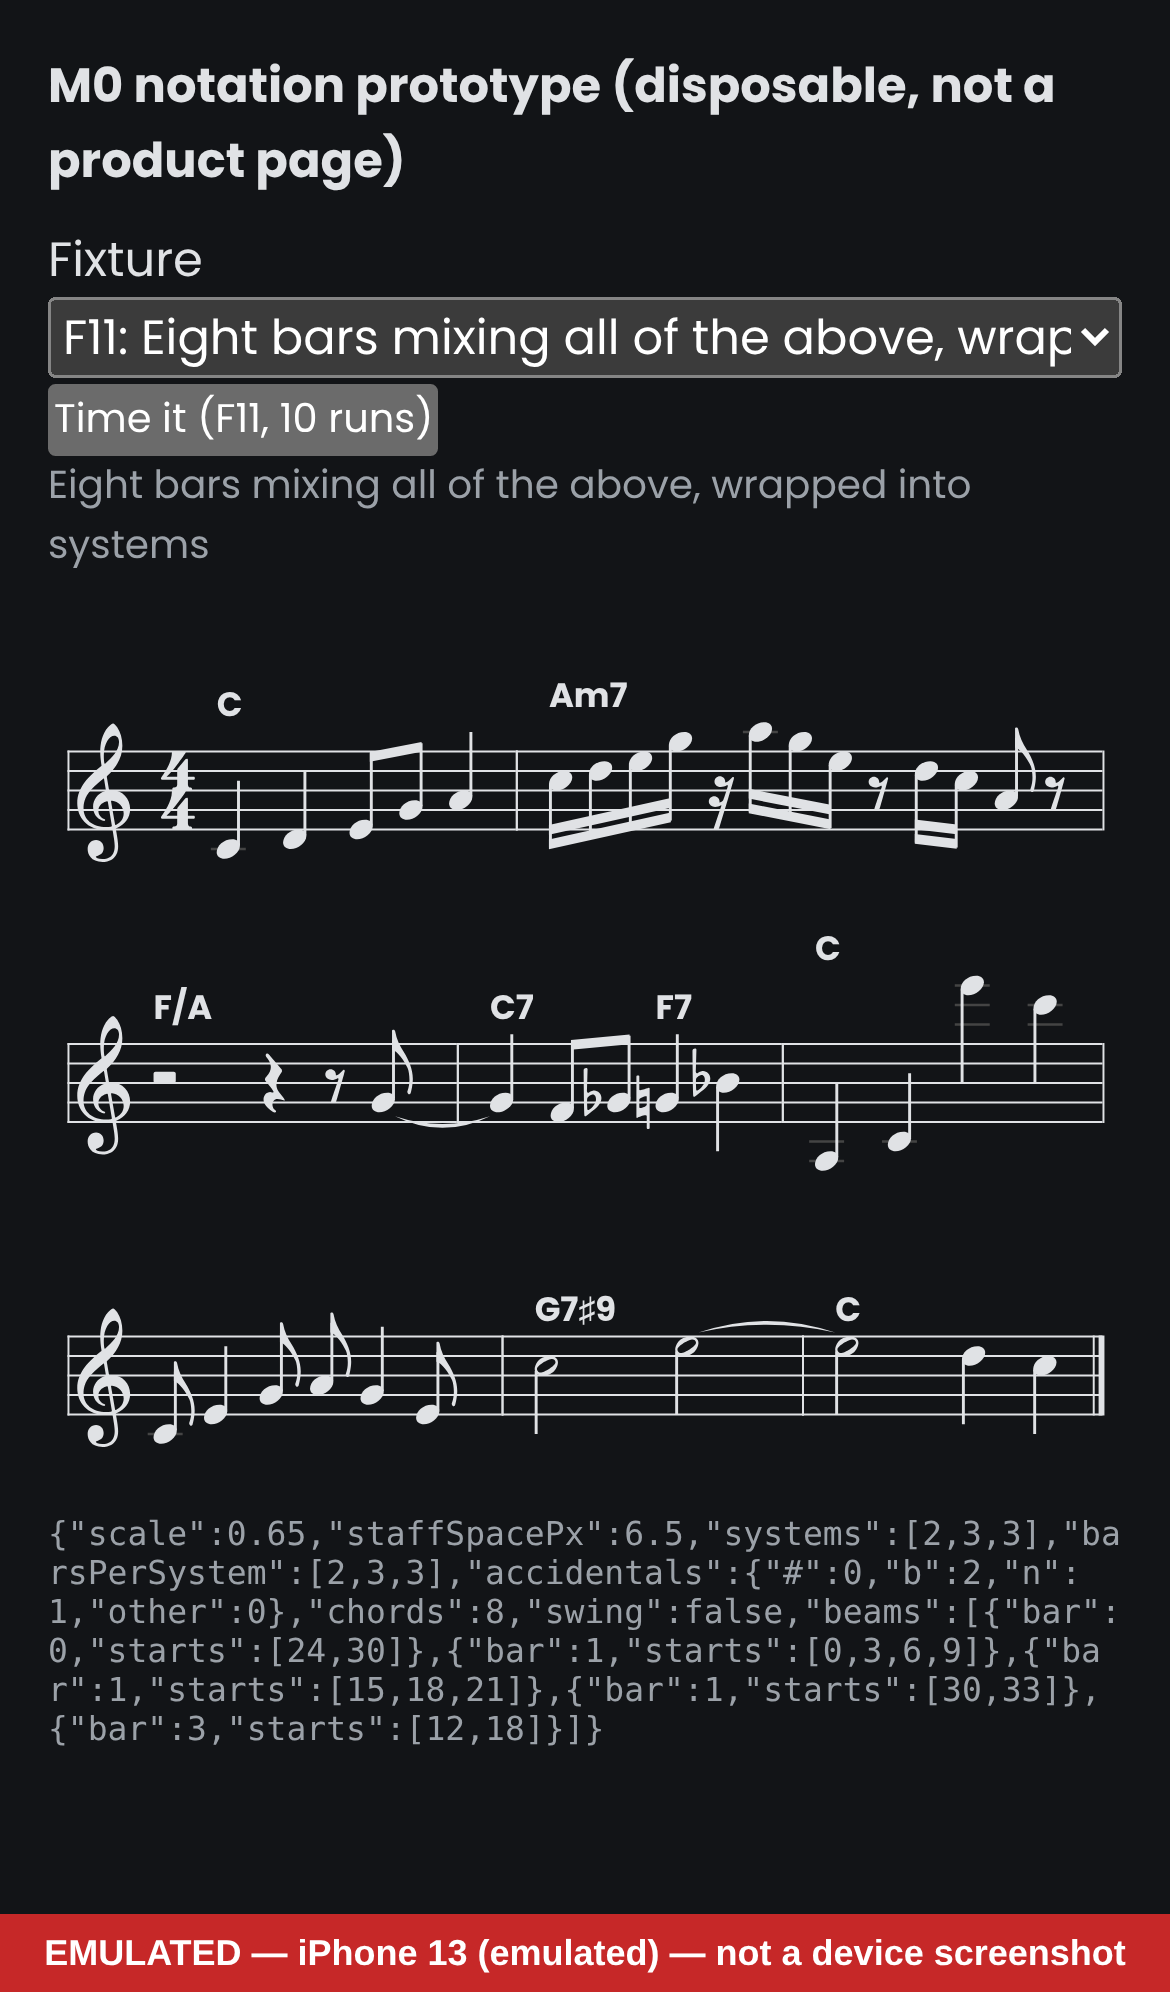 M0 notation prototype (disposable, not a
product page)
Fixture
F11: Eight bars mixing all of the above, wrap
Time it (F11, 10 runs)
Eight bars mixing all of the above, wrapped into
systems
C Am7
4
4
C
F/A C7 F7
G7♯9 C
{"scale":0.65,"staffSpacePx":6.5,"systems":[2,3,3],"ba
rsPerSystem":[2,3,3],"accidentals":{"#":0,"b":2,"n":
1,"other":0},"chords":8,"swing":false,"beams":[{"bar":
0,"starts":[24,30]},{"bar":1,"starts":[0,3,6,9]},{"ba
r":1,"starts":[15,18,21]},{"bar":1,"starts":[30,33]},
{"bar":3,"starts":[12,18]}]}
EMULATED — iPhone 13 (emulated) — not a device screenshot